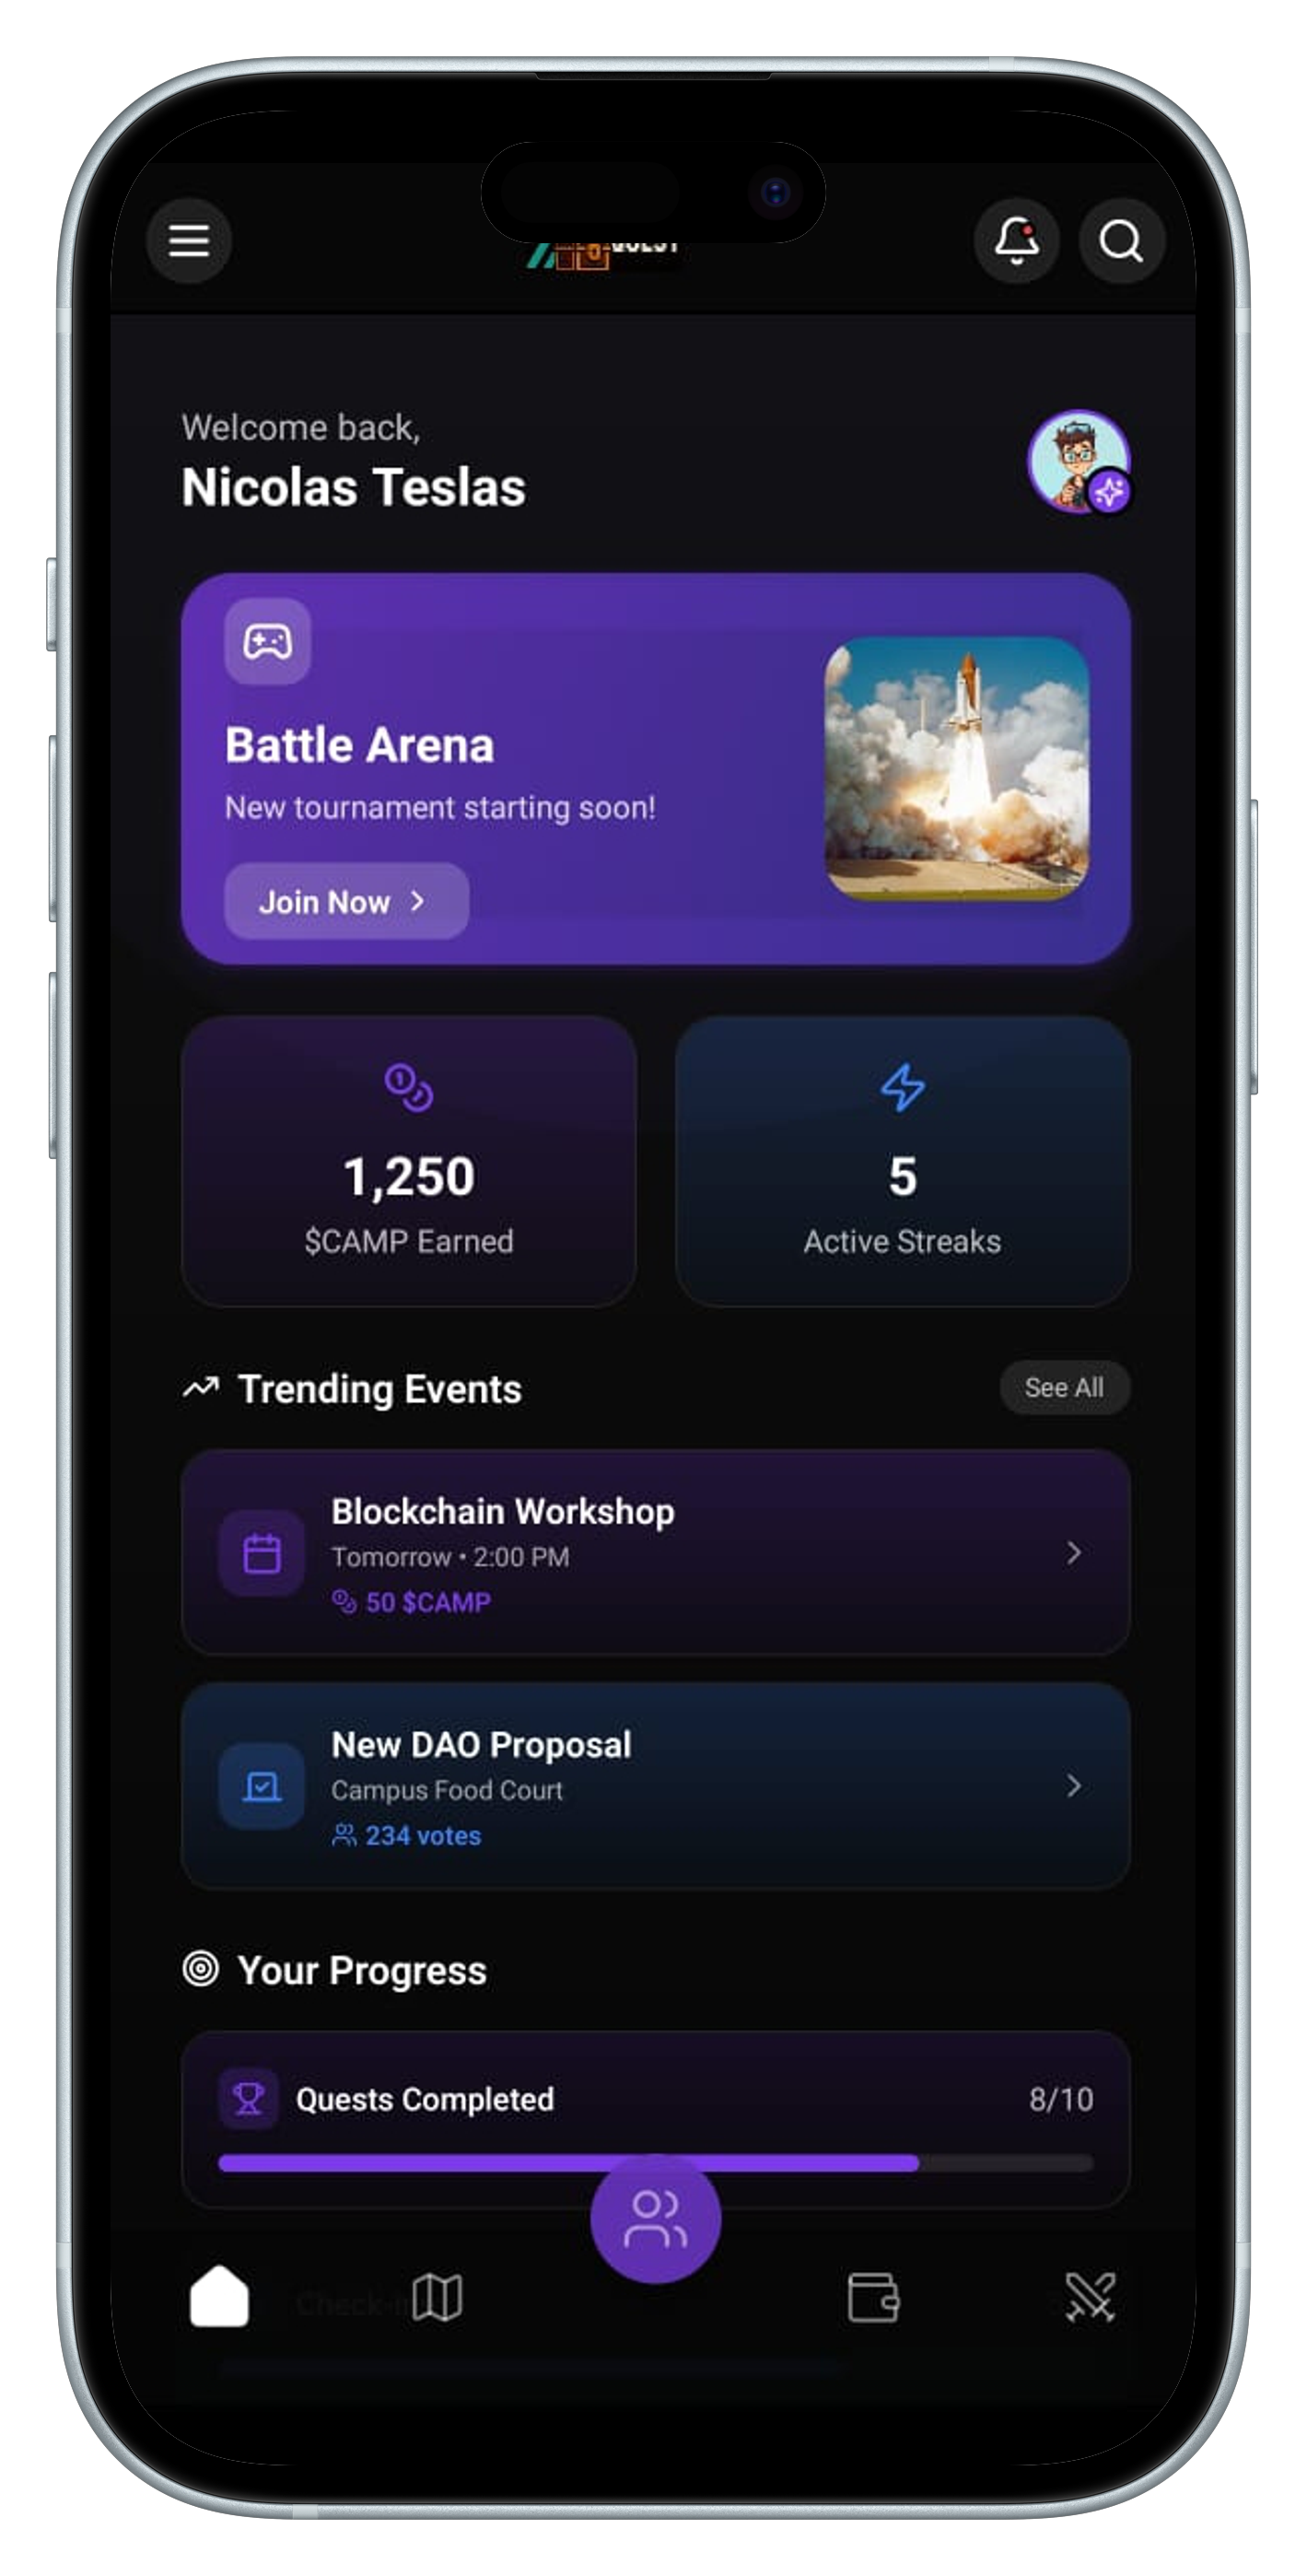 Welcome back,
Nicolas Teslas
Battle Arena
New tournament starting soon!
Join Now
1,250
$CAMP Earned
5
Active Streaks
Trending Events
See All
Blockchain Workshop
Tomorrow • 2:00 PM
50 $CAMP
New DAO Proposal
Campus Food Court
234 votes
Your Progress
Quests Completed
8/10